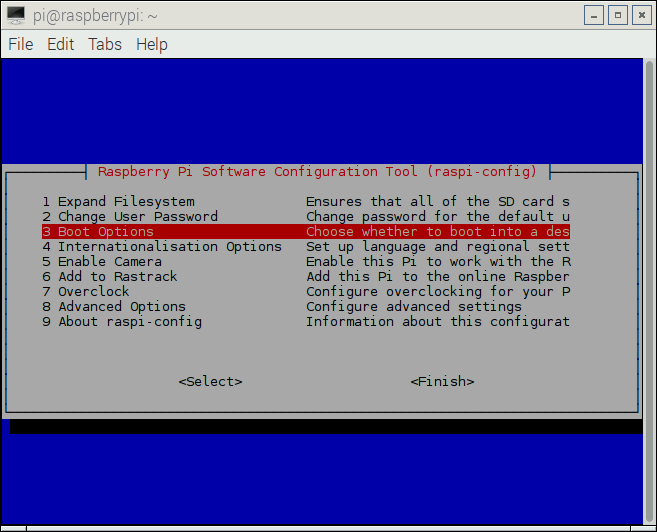 pi@raspberrypi: ~
File Edit Tabs Help
Raspberry Pi Software Configuration Tool (raspi-config)
1 Expand Filesystem Ensures that all of the SD card s
2 Change User Password Change password for the default u
3 Boot Options Choose whether to boot into a des
4 Internationalisation Options Set up language and regional sett
5 Enable Camera Enable this Pi to work with the R
6 Add to Rastrack Add this Pi to the online Raspber
7 Overclock Configure overclocking for your P
8 Advanced Options Configure advanced settings
9 About raspi-config Information about this configurat
<Select> <Finish>